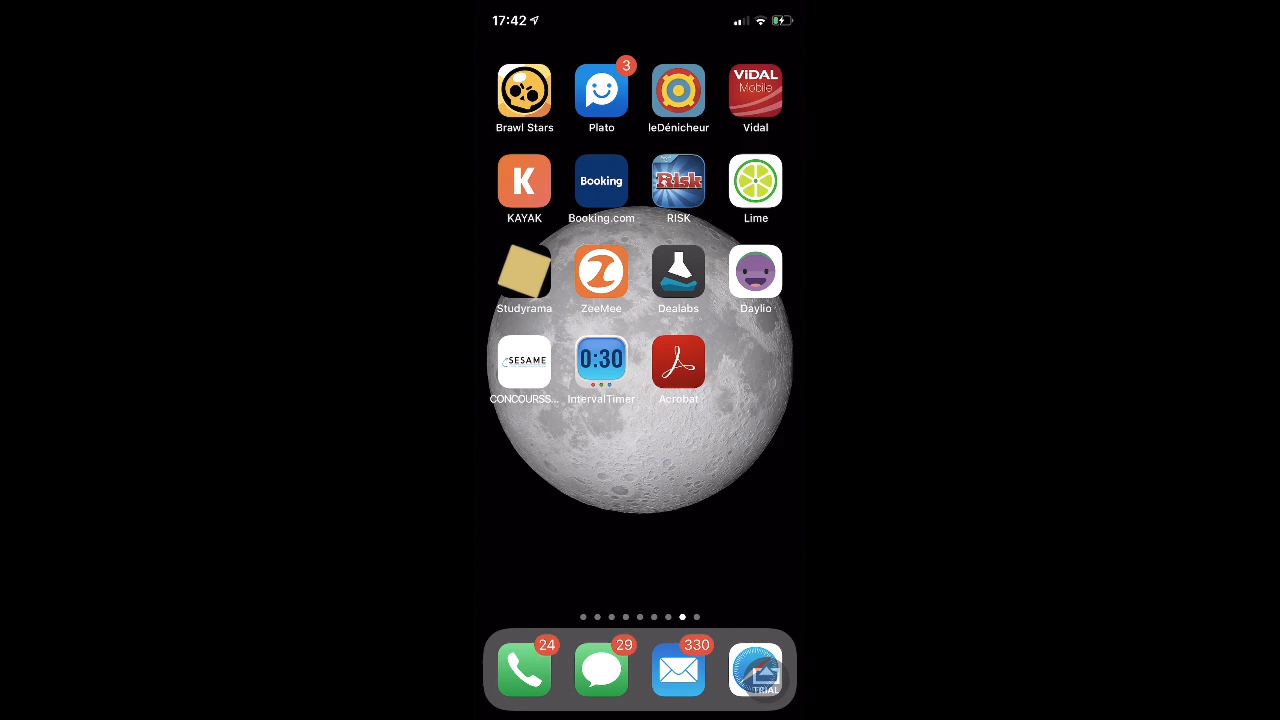 17:42
3
ViDAL
Mobile
Brawl Stars
Plato
leDénicheur
Vidal
K
Booking
RISK
KAYAK
Booking.com
RISK
Lime
Studyrama
ZeeMee
Dealabs
Daylio
SESAME
0:30
CONCOURSS...
IntervalTimer
Acrobat
24
29
330
TRIAL